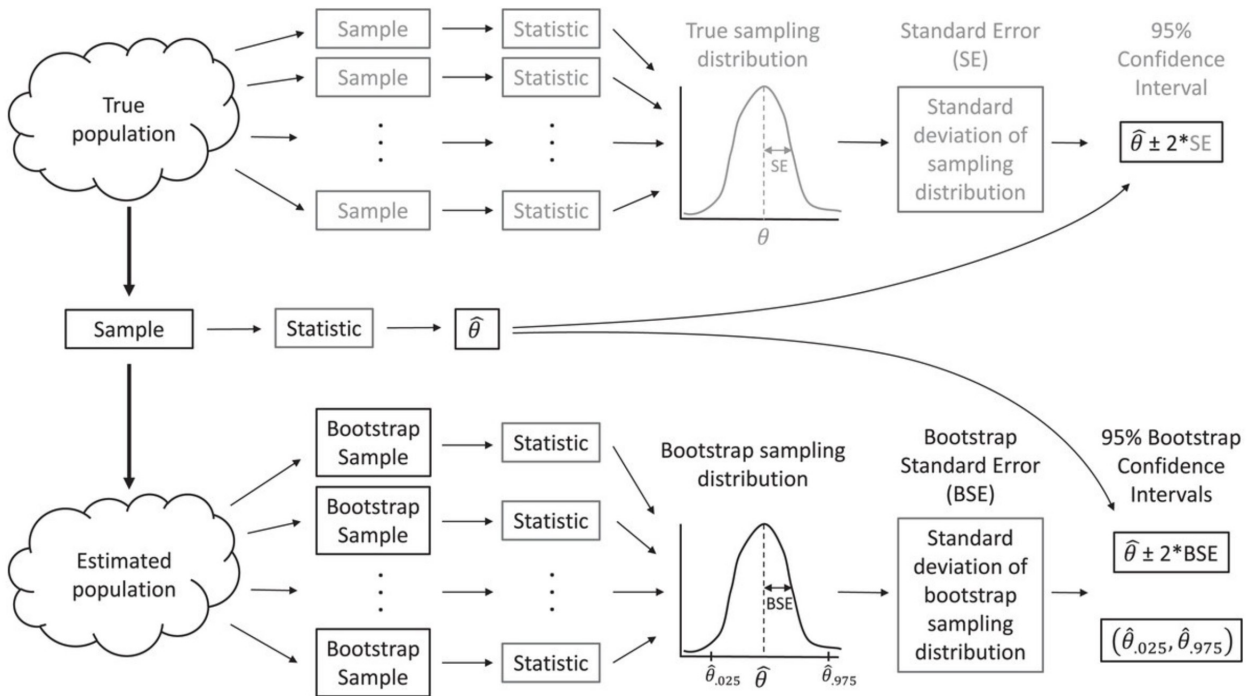 True
population
Sample
Statistic
Sample
Statistic
Sample
Statistic
True sampling
distribution
SE
θ
Standard Error
(SE)
Standard
deviation of
sampling
distribution
95%
Confidence
Interval
θ̂ ± 2*SE
Sample
Statistic
θ̂
Estimated
population
Bootstrap
Sample
Statistic
Bootstrap
Sample
Statistic
Bootstrap
Sample
Statistic
Bootstrap sampling
distribution
BSE
θ̂.025
θ̂
θ̂.975
Bootstrap
Standard Error
(BSE)
Standard
deviation of
bootstrap
sampling
distribution
95% Bootstrap
Confidence
Intervals
θ̂ ± 2*BSE
(θ̂.025, θ̂.975)